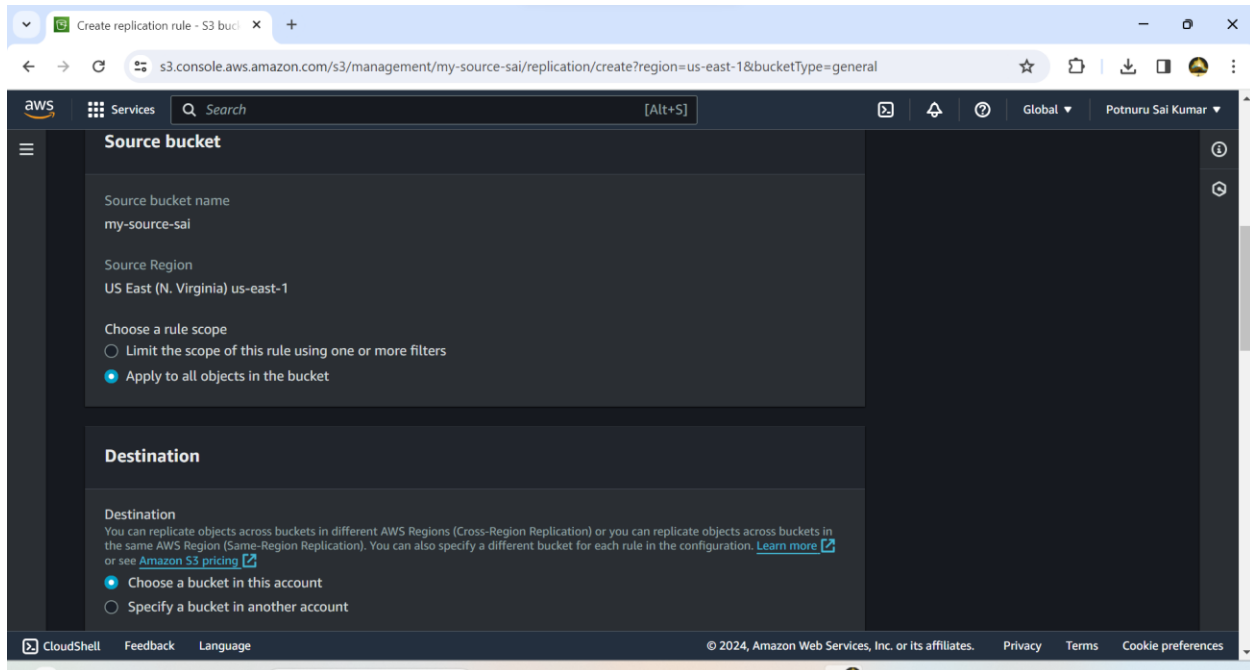 Create replication rule - S3 buc
s3.console.aws.amazon.com/s3/management/my-source-sai/replication/create?region=us-east-1&bucketType=general
aws Services Search [Alt+S] Global Potnuru Sai Kumar
Source bucket
Source bucket name
my-source-sai
Source Region
US East (N. Virginia) us-east-1
Choose a rule scope
Limit the scope of this rule using one or more filters
Apply to all objects in the bucket
Destination
Destination
You can replicate objects across buckets in different AWS Regions (Cross-Region Replication) or you can replicate objects across buckets in
the same AWS Region (Same-Region Replication). You can also specify a different bucket for each rule in the configuration. Learn more
or see Amazon S3 pricing
Choose a bucket in this account
Specify a bucket in another account
CloudShell Feedback Language © 2024, Amazon Web Services, Inc. or its affiliates. Privacy Terms Cookie preferences